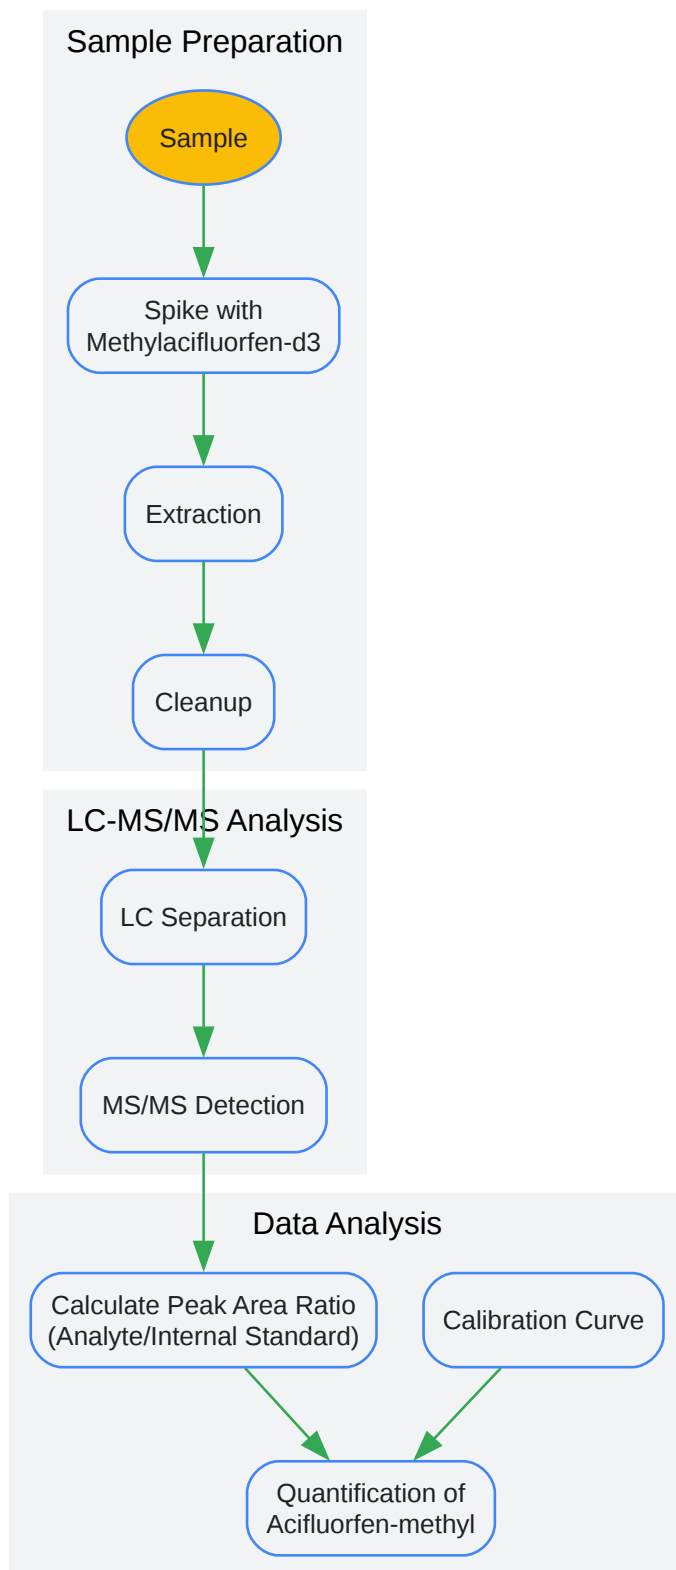 Sample Preparation
Sample
Spike with
Methylacifluorfen-d3
Extraction
Cleanup
LC-MS/MS Analysis
LC Separation
MS/MS Detection
Data Analysis
Calculate Peak Area Ratio
(Analyte/Internal Standard)
Calibration Curve
Quantification of
Acifluorfen-methyl